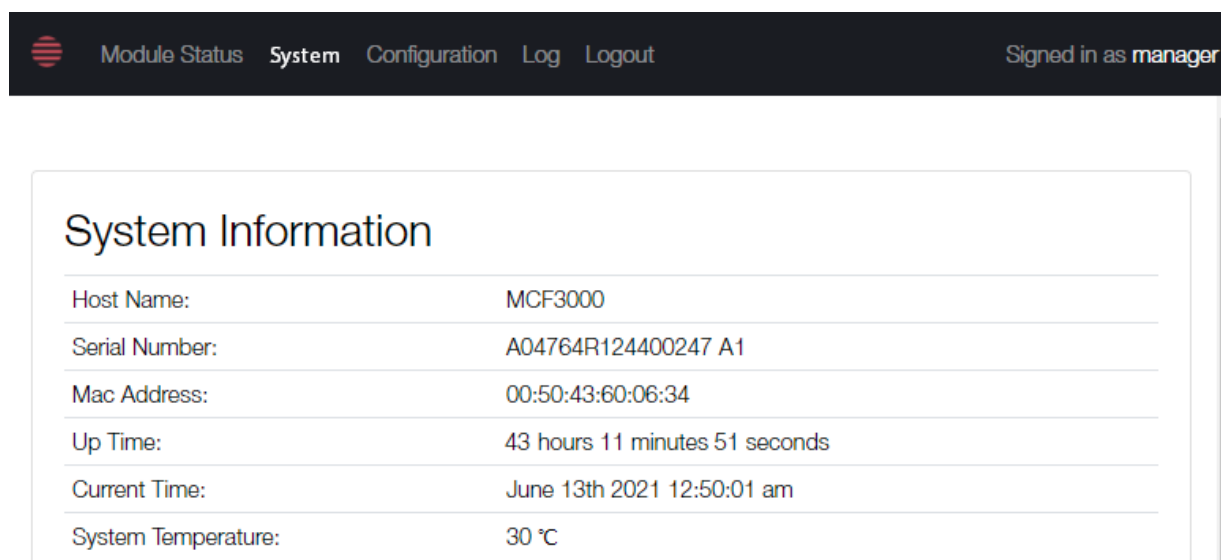 Module Status System Configuration Log Logout Signed in as manager
System Information
Host Name: MCF3000
Serial Number: A04764R124400247 A1
Mac Address: 00:50:43:60:06:34
Up Time: 43 hours 11 minutes 51 seconds
Current Time: June 13th 2021 12:50:01 am
System Temperature: 30 ℃